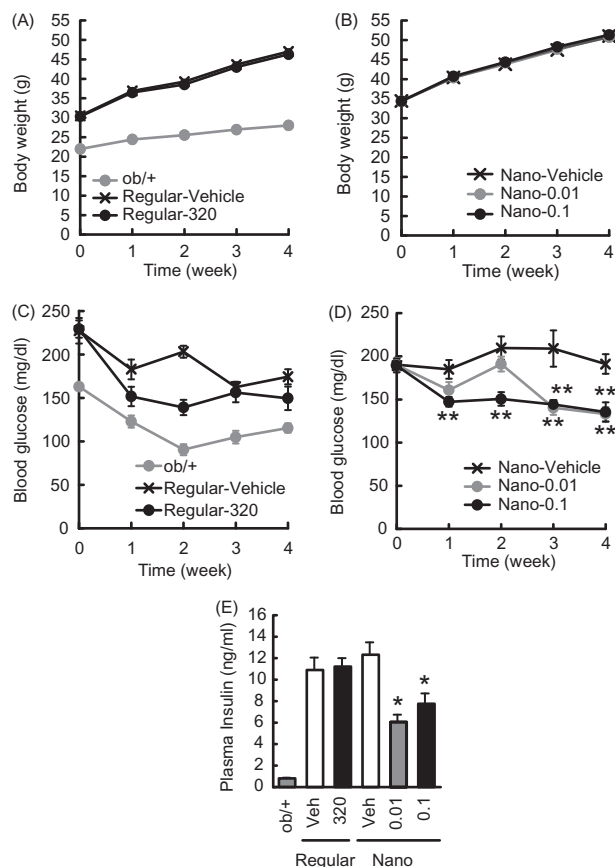 (A)
Body weight (g)
55
50
45
40
35
30
25
20
15
10
5
0
ob/+
Regular-Vehicle
Regular-320
0 1 2 3 4
Time (week)
(B)
Body weight (g)
55
50
45
40
35
30
25
20
15
10
5
0
Nano-Vehicle
Nano-0.01
Nano-0.1
0 1 2 3 4
Time (week)
(C)
Blood glucose (mg/dl)
250
200
150
100
50
0
ob/+
Regular-Vehicle
Regular-320
0 1 2 3 4
Time (week)
(D)
Blood glucose (mg/dl)
250
200
150
100
50
0
** ** ** ** ** **
Nano-Vehicle
Nano-0.01
Nano-0.1
0 1 2 3 4
Time (week)
(E)
Plasma Insulin (ng/ml)
16
14
12
10
8
6
4
2
0
* *
ob/+ Veh 320 Veh 0.01 0.1
Regular Nano